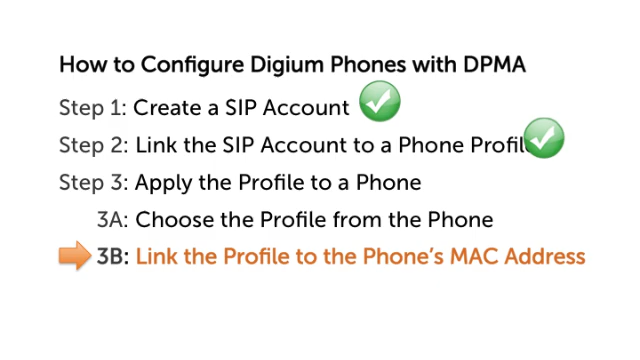 How to Configure Digium Phones with DPMA
Step 1: Create a SIP Account
Step 2: Link the SIP Account to a Phone Profile
Step 3: Apply the Profile to a Phone
3A: Choose the Profile from the Phone
3B: Link the Profile to the Phone's MAC Address